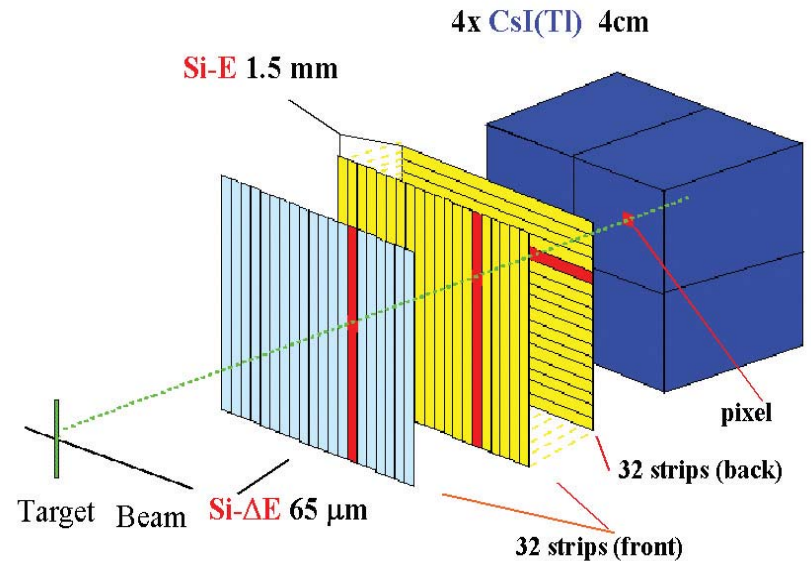 4x CsI(Tl) 4cm
Si-E 1.5 mm
pixel
32 strips (back)
Target Beam Si-ΔE 65 μm
32 strips (front)